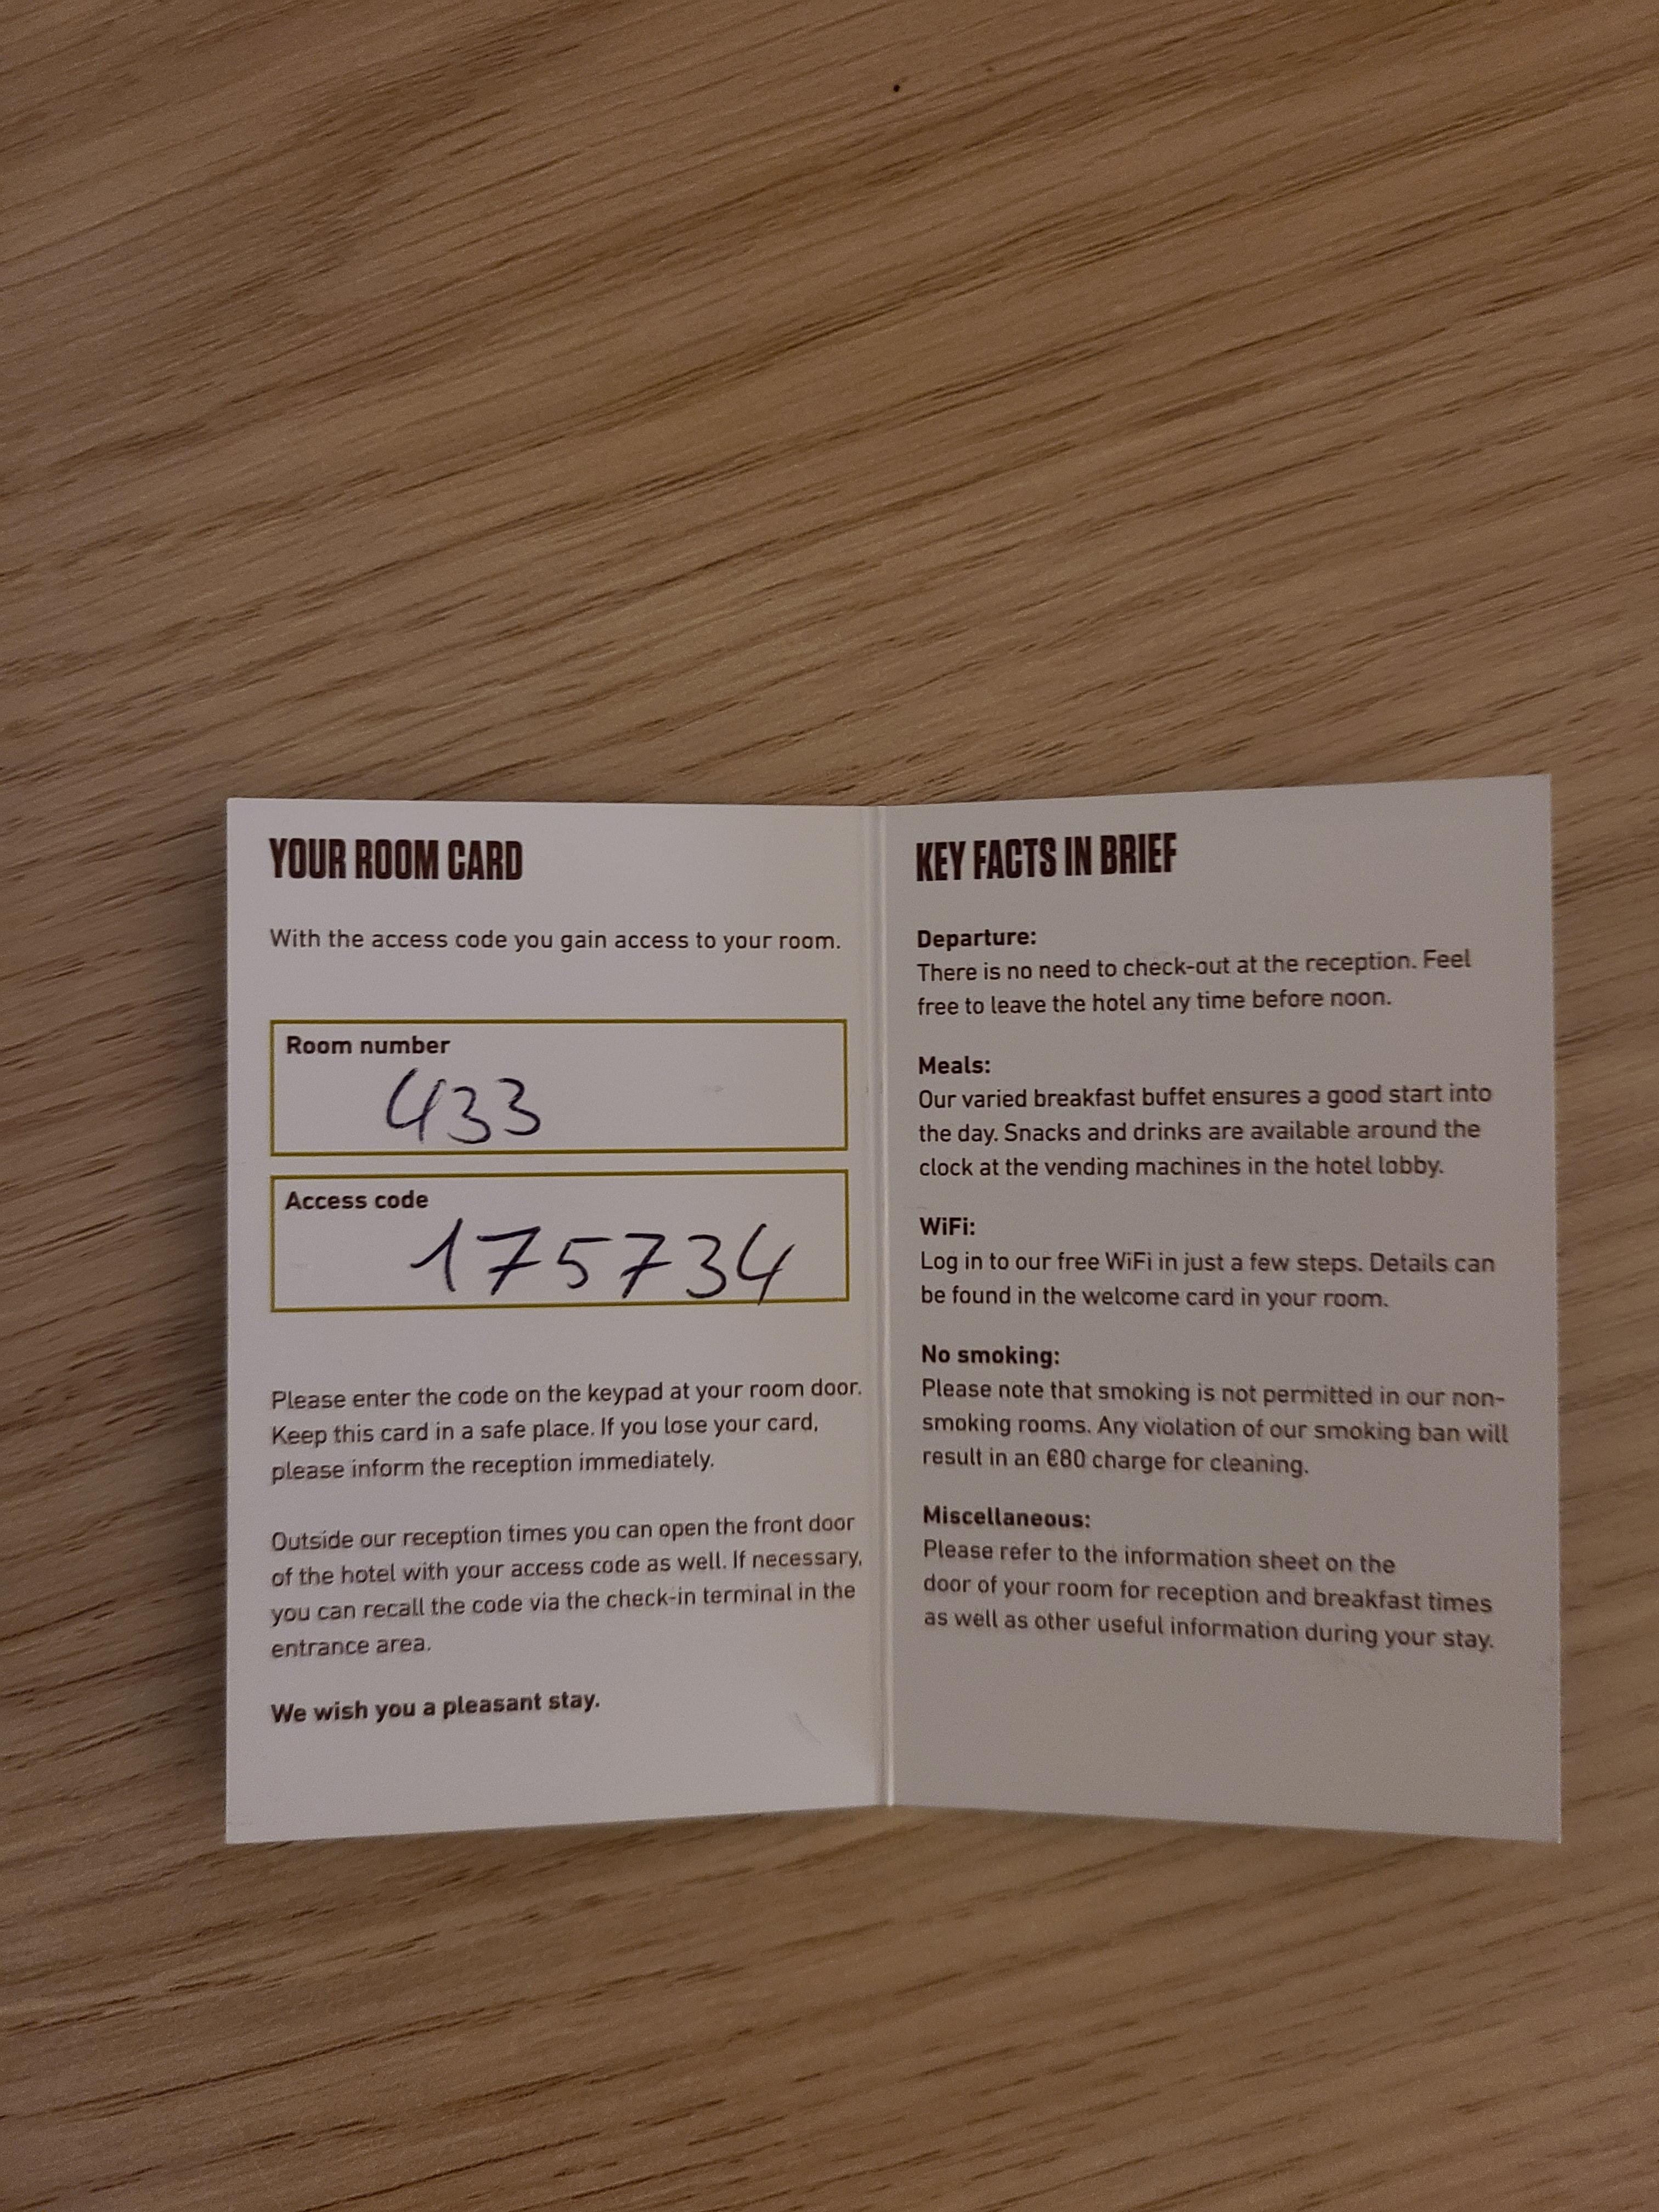 YOUR ROOM CARD
With the access code you gain access to your room.
Room number
433
Access code
175734
Please enter the code on the keypad at your room door.
Keep this card in a safe place. If you lose your card,
please inform the reception immediately.
Outside our reception times you can open the front door
of the hotel with your access code as well. If necessary,
you can recall the code via the check-in terminal in the
entrance area.
We wish you a pleasant stay.
KEY FACTS IN BRIEF
Departure:
There is no need to check-out at the reception. Feel
free to leave the hotel any time before noon.
Meals:
Our varied breakfast buffet ensures a good start into
the day. Snacks and drinks are available around the
clock at the vending machines in the hotel lobby.
WiFi:
Log in to our free WiFi in just a few steps. Details can
be found in the welcome card in your room.
No smoking:
Please note that smoking is not permitted in our non-
smoking rooms. Any violation of our smoking ban will
result in an €80 charge for cleaning.
Miscellaneous:
Please refer to the information sheet on the
door of your room for reception and breakfast times
as well as other useful information during your stay.